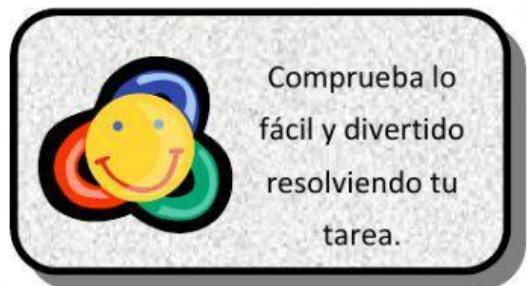 Comprueba lo
fácil y divertido
resolviendo tu
tarea.